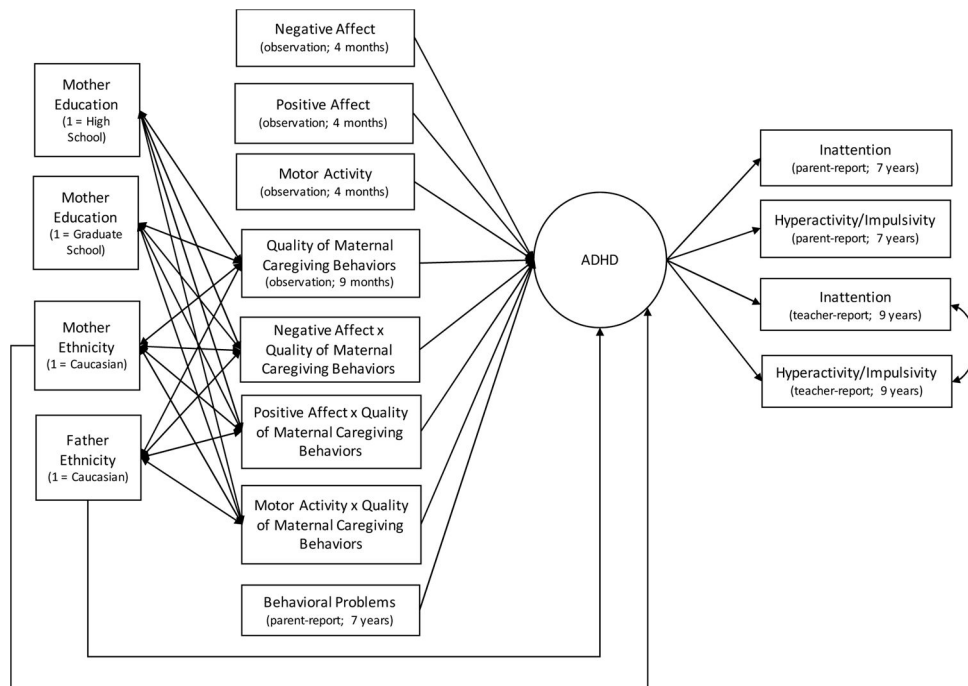 Negative Affect
(observation; 4 months)
Mother
Education
(1 = High
School)
Positive Affect
(observation; 4 months)
Motor Activity
(observation; 4 months)
Mother
Education
(1 = Graduate
School)
Quality of Maternal
Caregiving Behaviors
(observation; 9 months)
Mother
Ethnicity
(1 = Caucasian)
Negative Affect x
Quality of Maternal
Caregiving Behaviors
Father
Ethnicity
(1 = Caucasian)
Positive Affect x Quality
of Maternal Caregiving
Behaviors
Motor Activity x Quality
of Maternal Caregiving
Behaviors
Behavioral Problems
(parent-report; 7 years)
ADHD
Inattention
(parent-report; 7 years)
Hyperactivity/Impulsivity
(parent-report; 7 years)
Inattention
(teacher-report; 9 years)
Hyperactivity/Impulsivity
(teacher-report; 9 years)